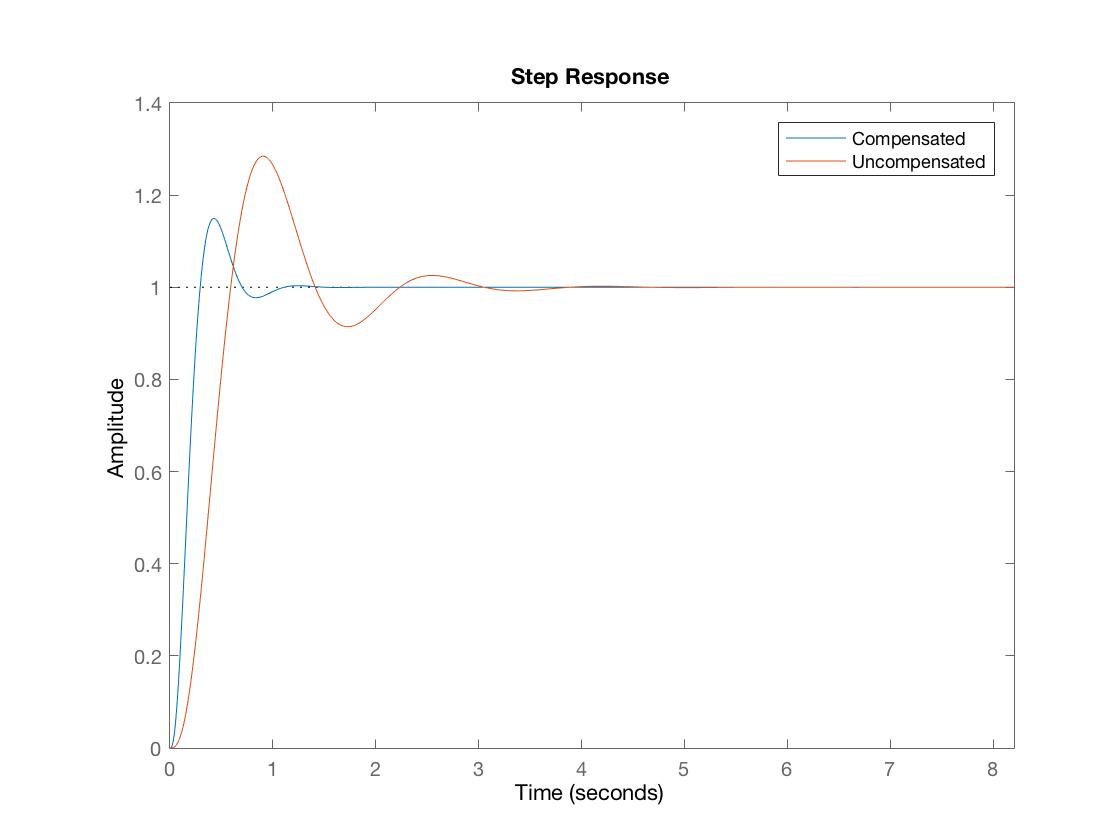 Step Response
1.4
Compensated
Uncompensated
1.2
1
0.8
Amplitude
0.6
0.4
0.2
0
0 1 2 3 4 5 6 7 8
Time (seconds)